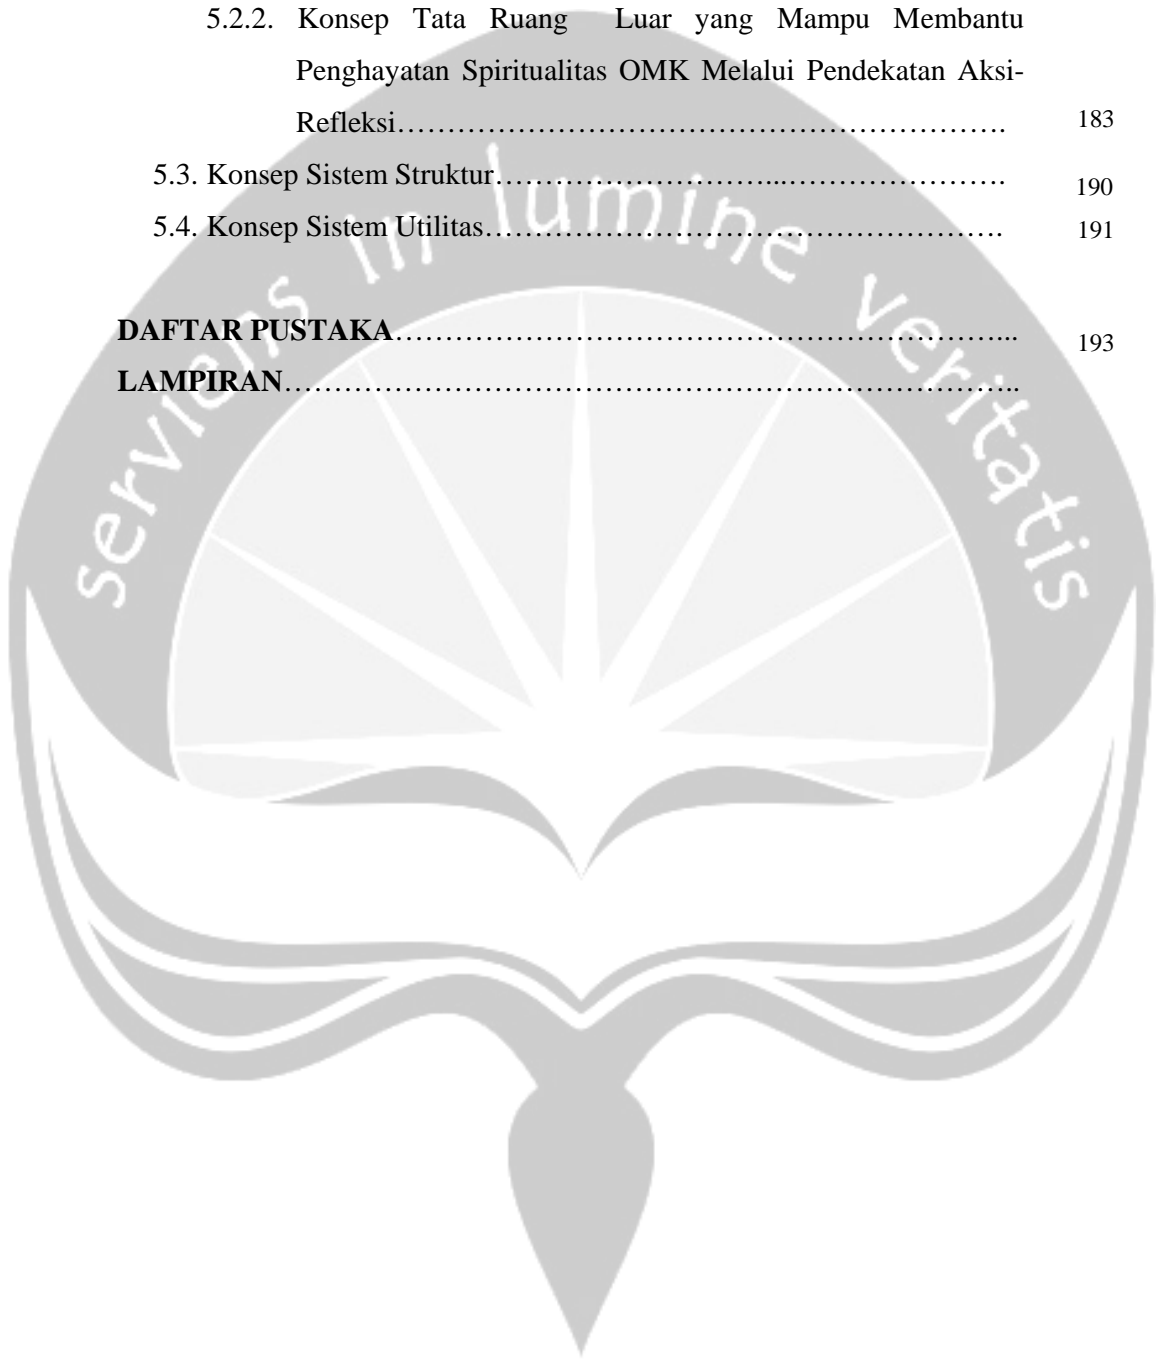 5.2.2. Konsep Tata Ruang Luar yang Mampu Membantu
Penghayatan Spiritualitas OMK Melalui Pendekatan Aksi-
Refleksi…………………………………………………. 183
5.3. Konsep Sistem Struktur………………………...…………………. 190
5.4. Konsep Sistem Utilitas……………………………………………. 191
DAFTAR PUSTAKA……………………………………………………... 193
LAMPIRAN………………………………………………………………..
serviens in lumine veritatis